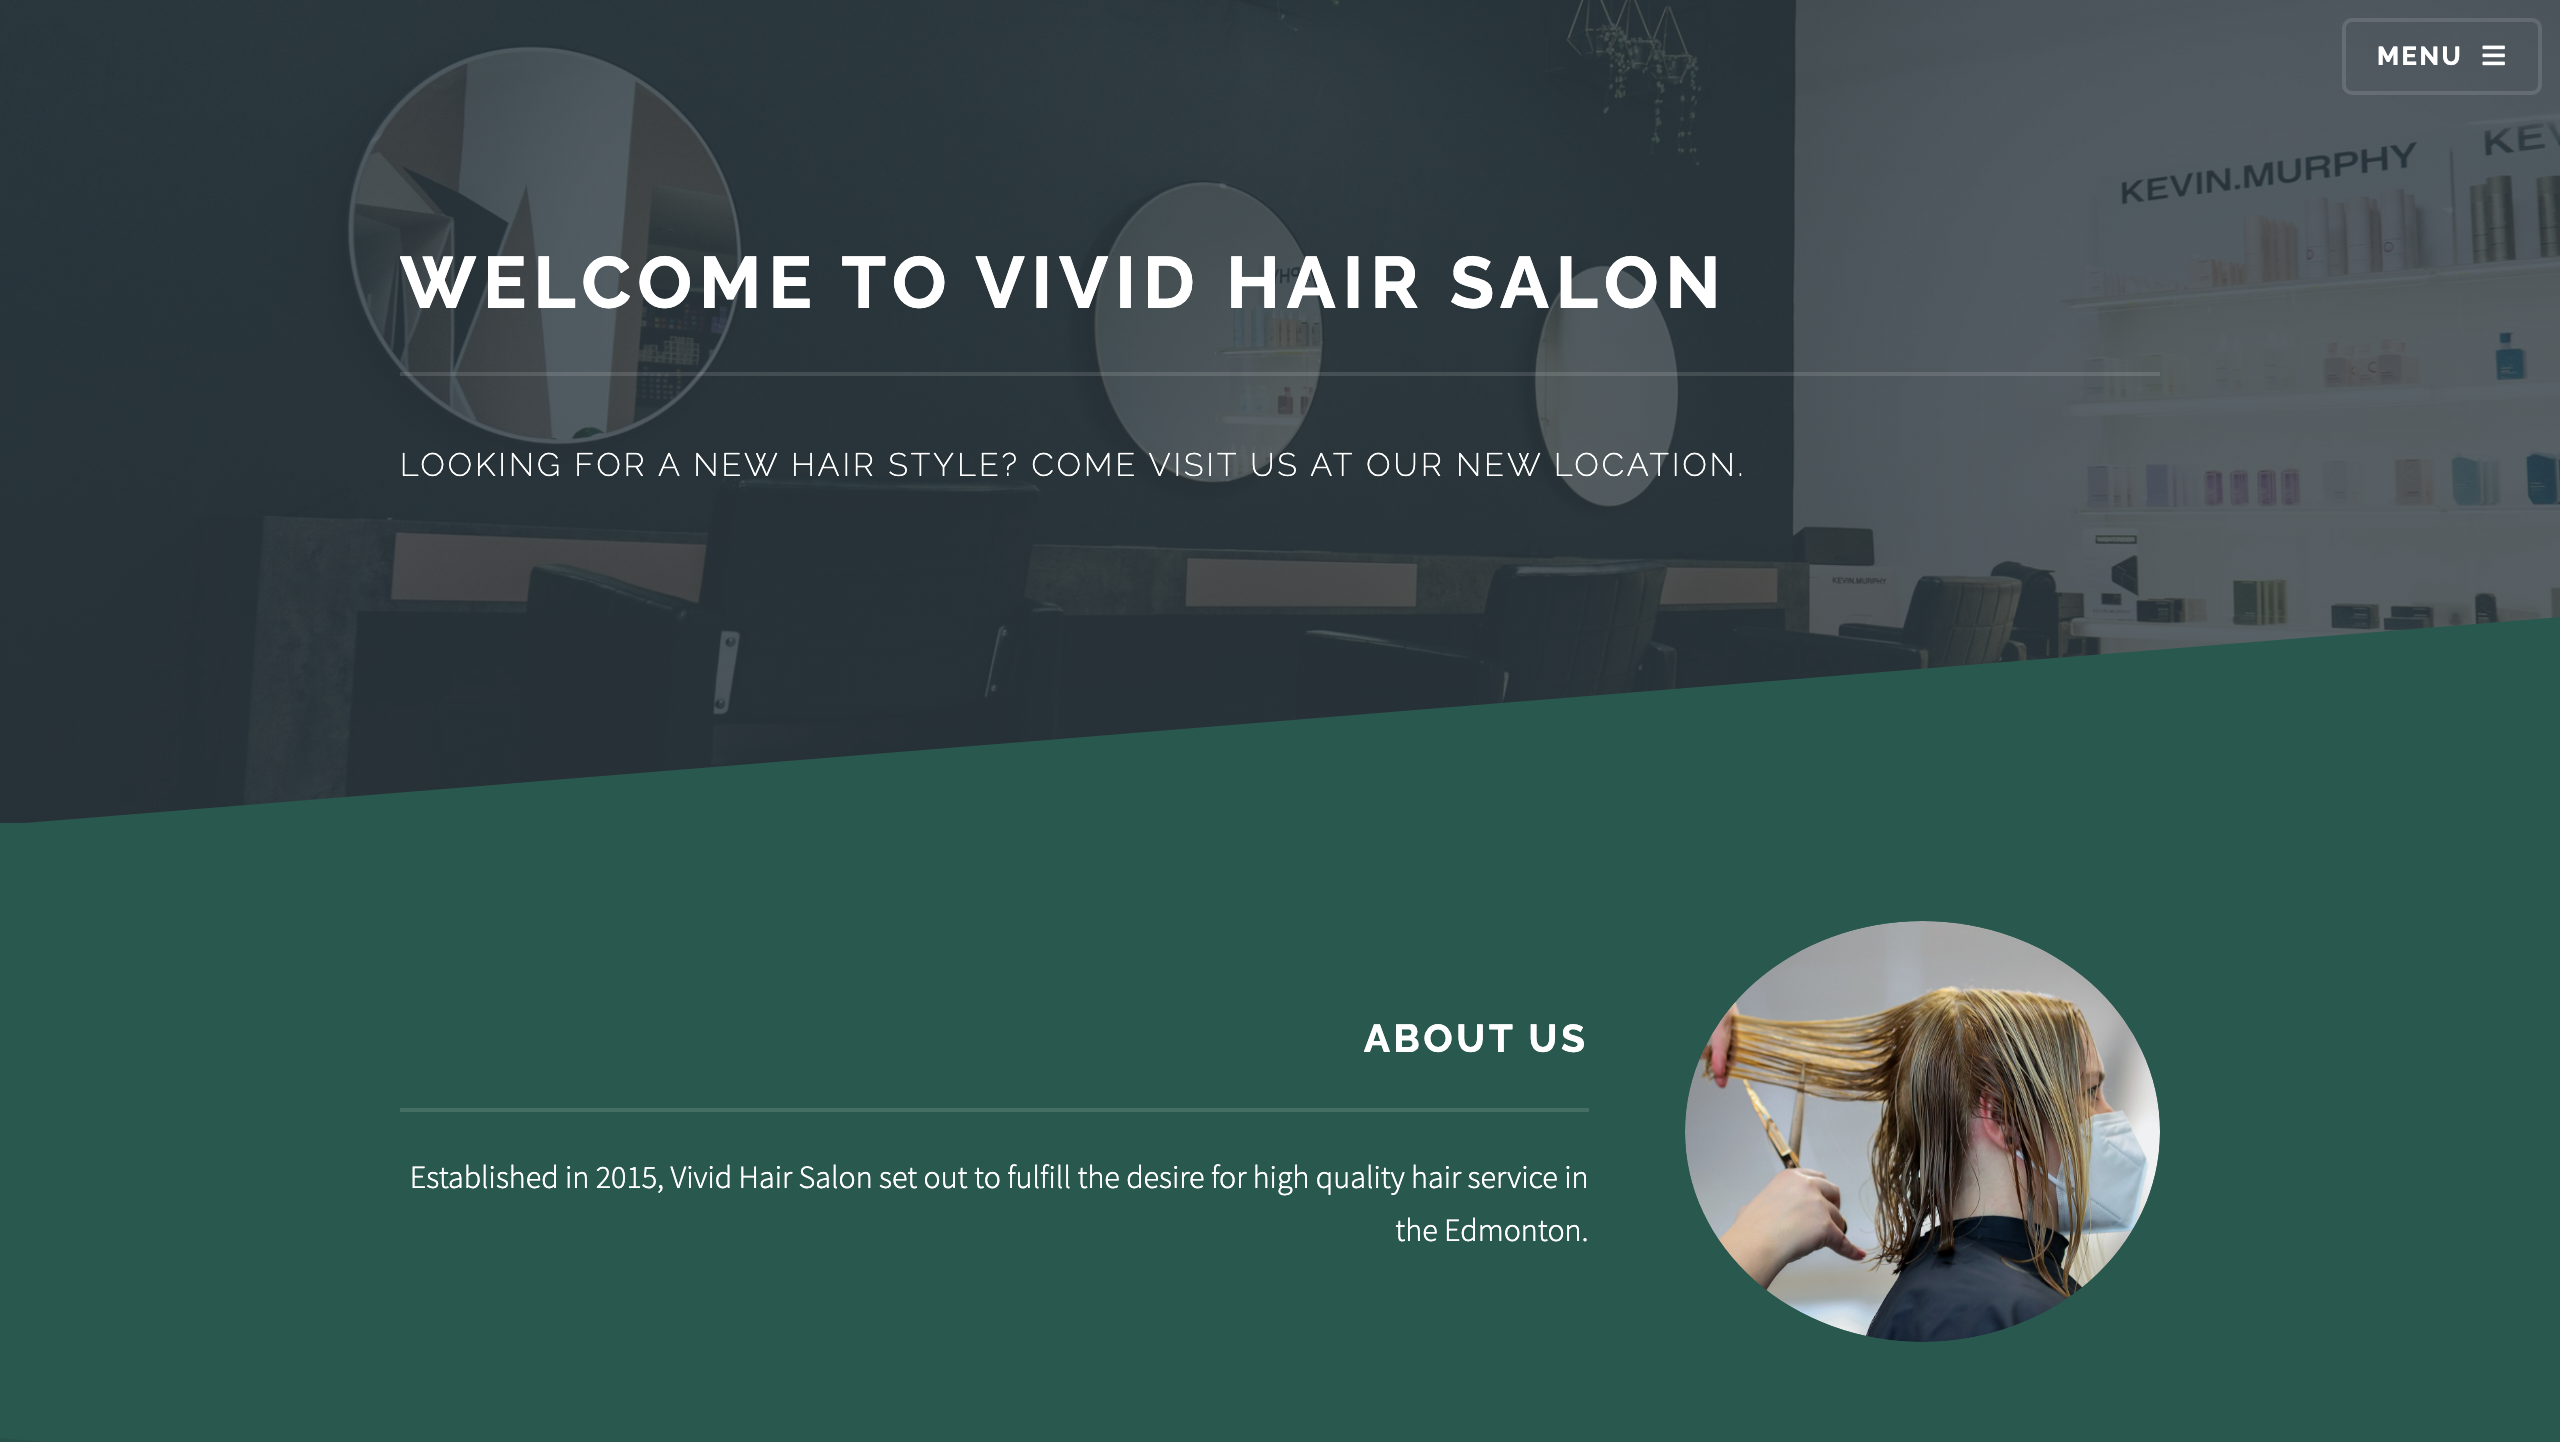 MENU
KEVIN.MURPHY
WELCOME TO VIVID HAIR SALON
LOOKING FOR A NEW HAIR STYLE? COME VISIT US AT OUR NEW LOCATION.
KEVIN.MURPHY
ABOUT US
Established in 2015, Vivid Hair Salon set out to fulfill the desire for high quality hair service in
the Edmonton.